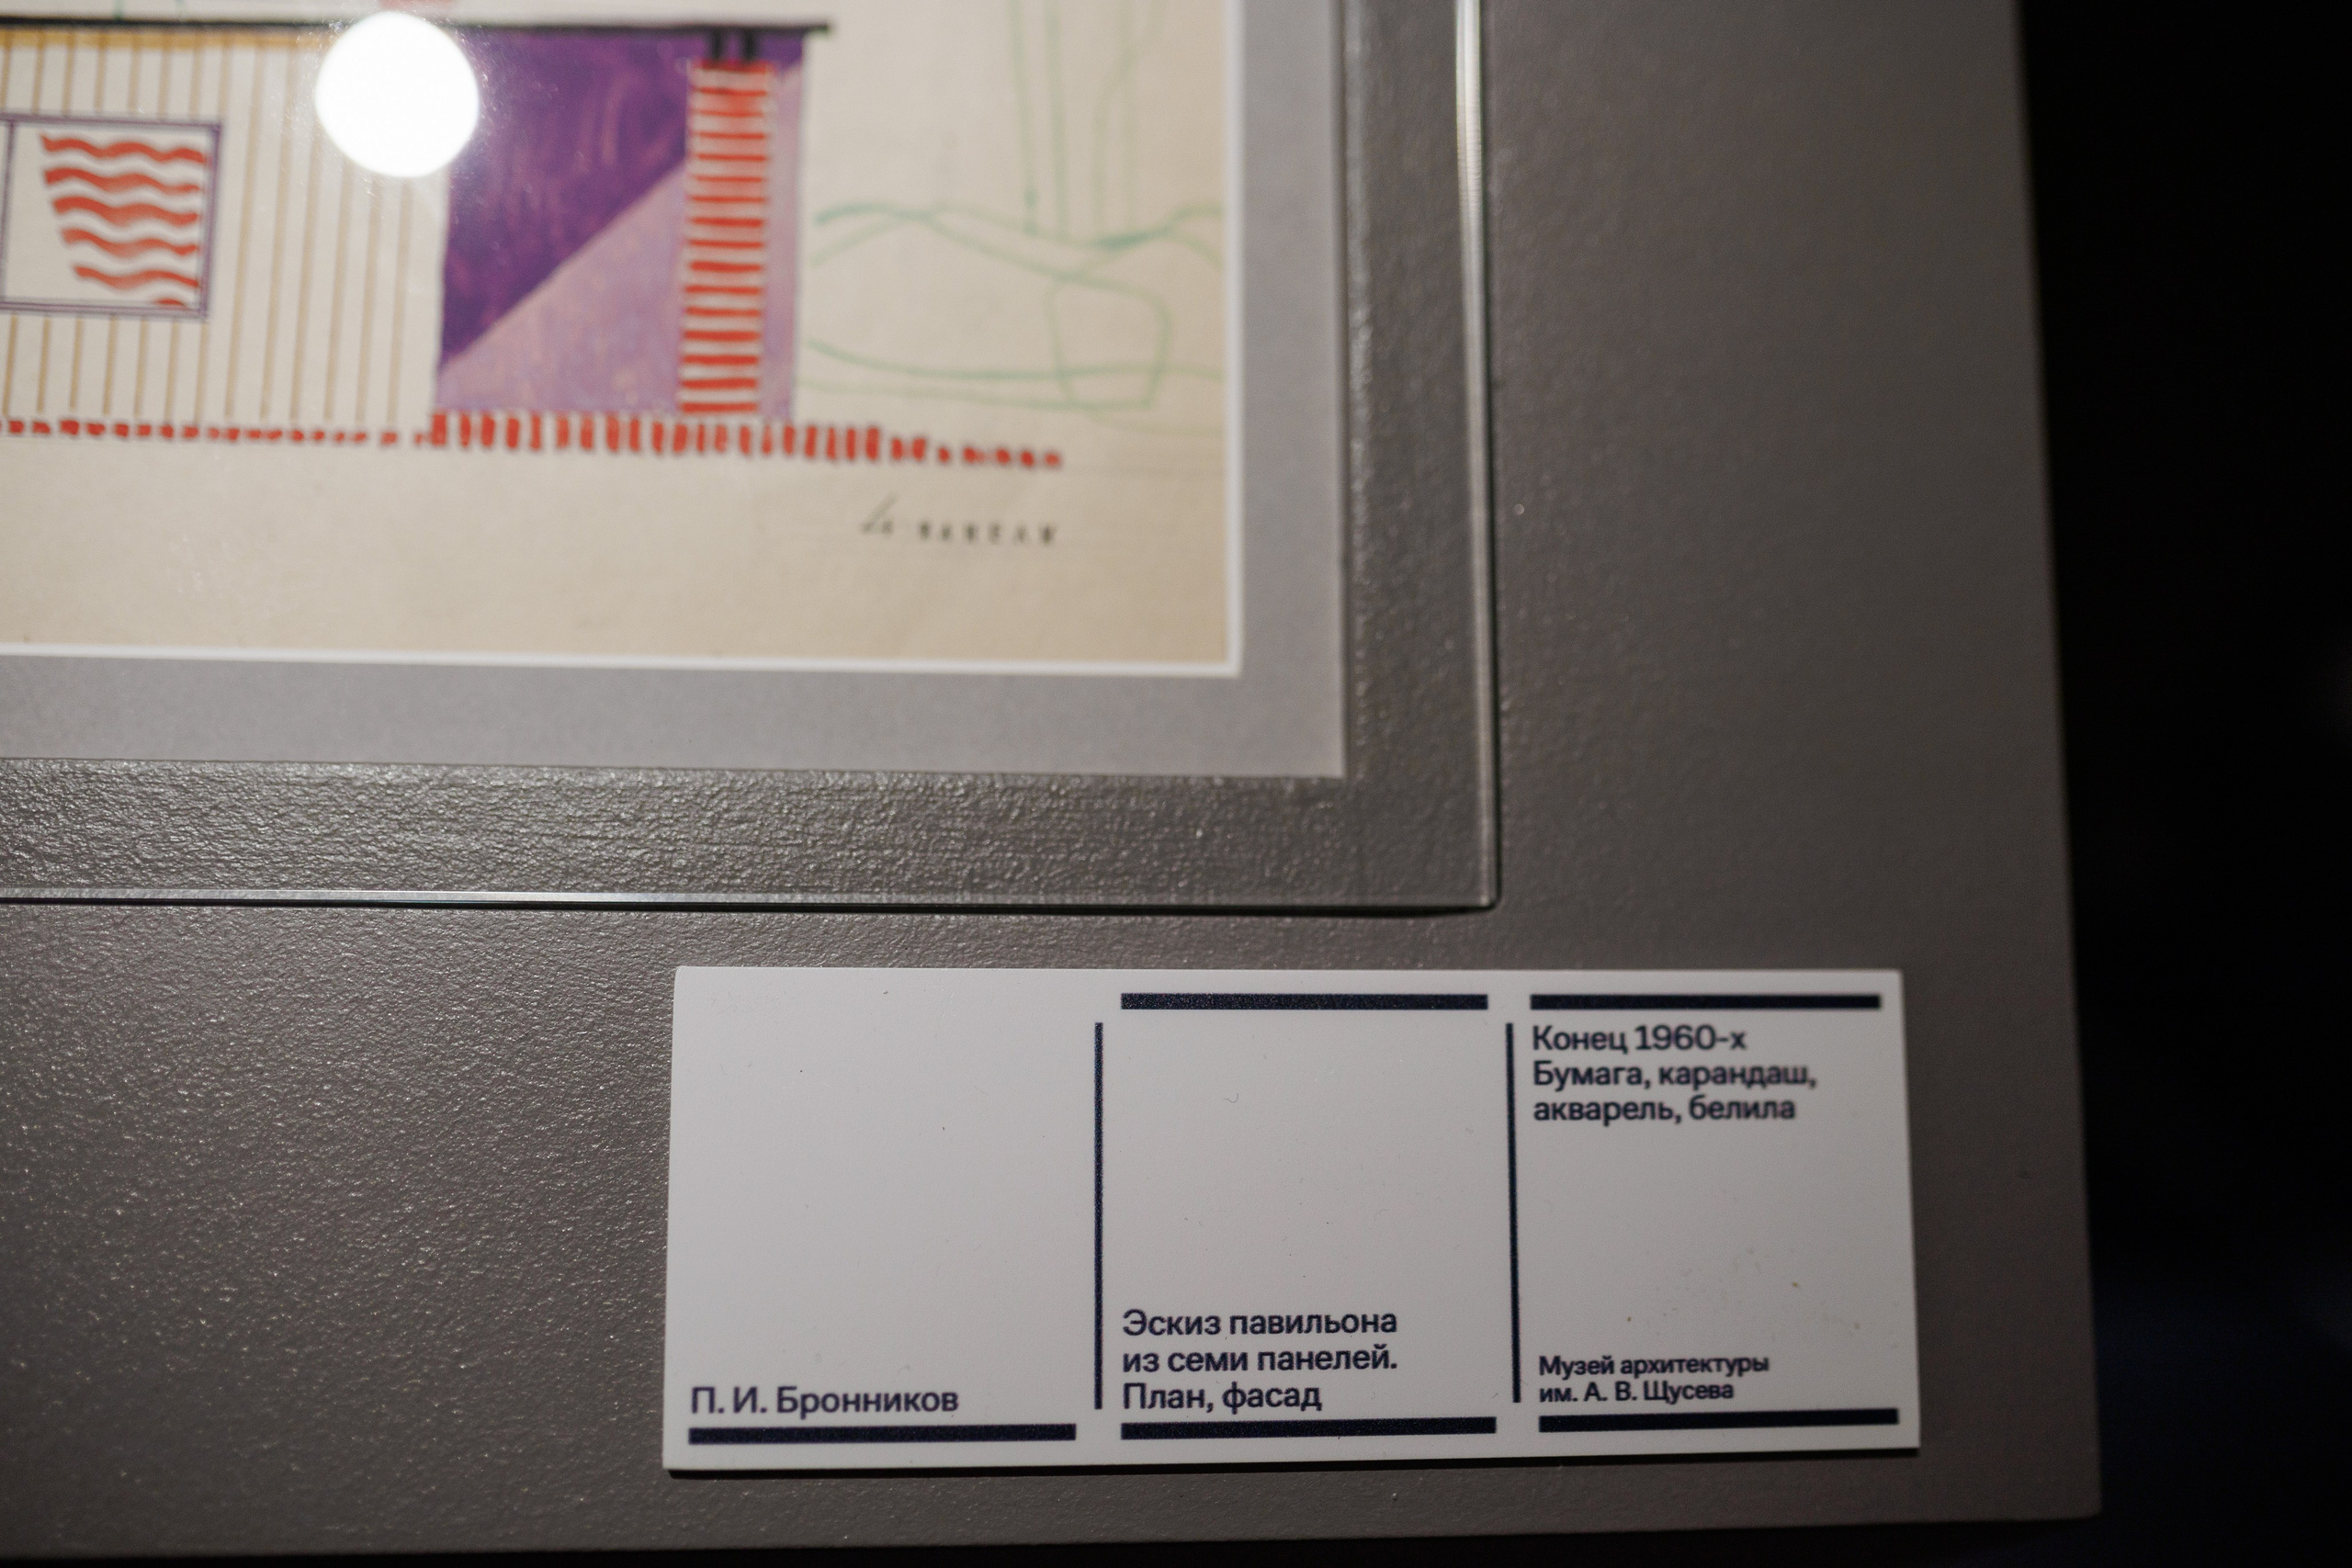 П. И. Бронников
Эскиз павильона
из семи панелей.
План, фасад
Конец 1960-х
Бумага, карандаш,
акварель, белила
Музей архитектуры
им. А. В. Щусева